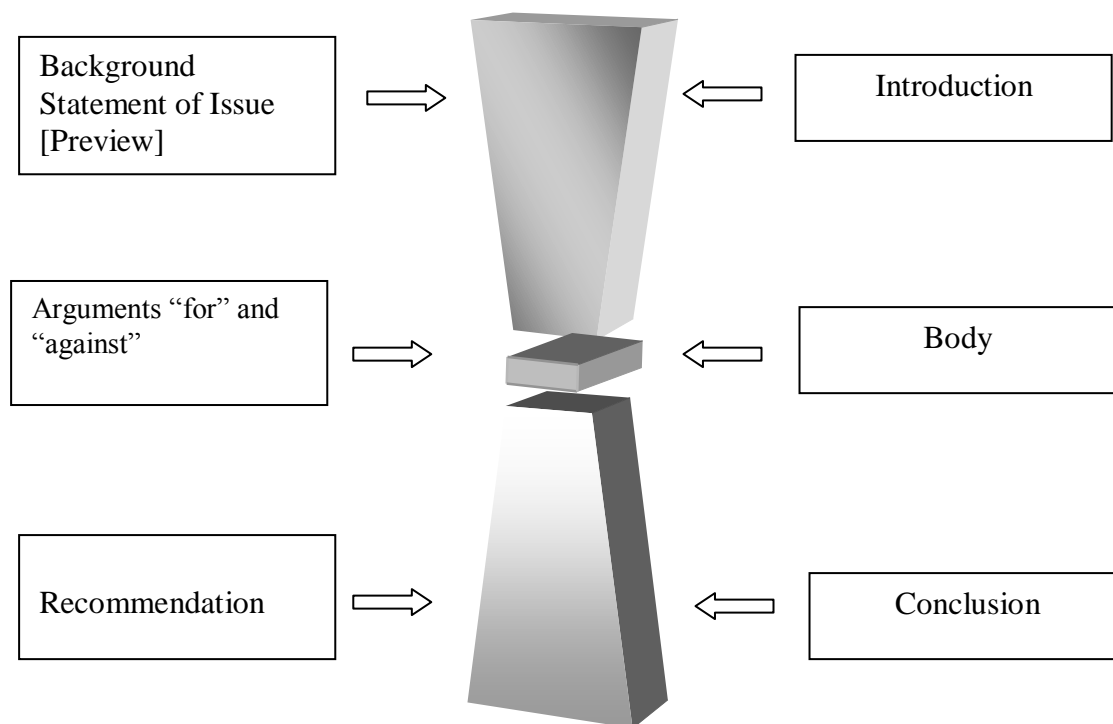 Background
Statement of Issue
[Preview]
Introduction
Arguments “for” and
“against”
Body
Recommendation
Conclusion